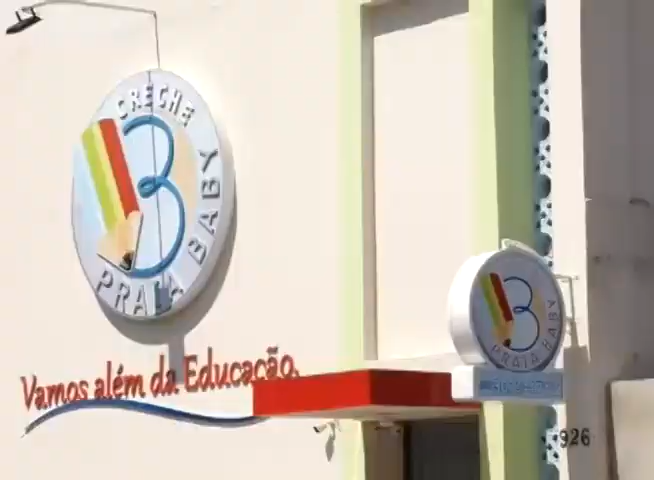 CRECHE
B
PRAIA BABY
Vamos além da Educação.
B
PRAIA BABY
926